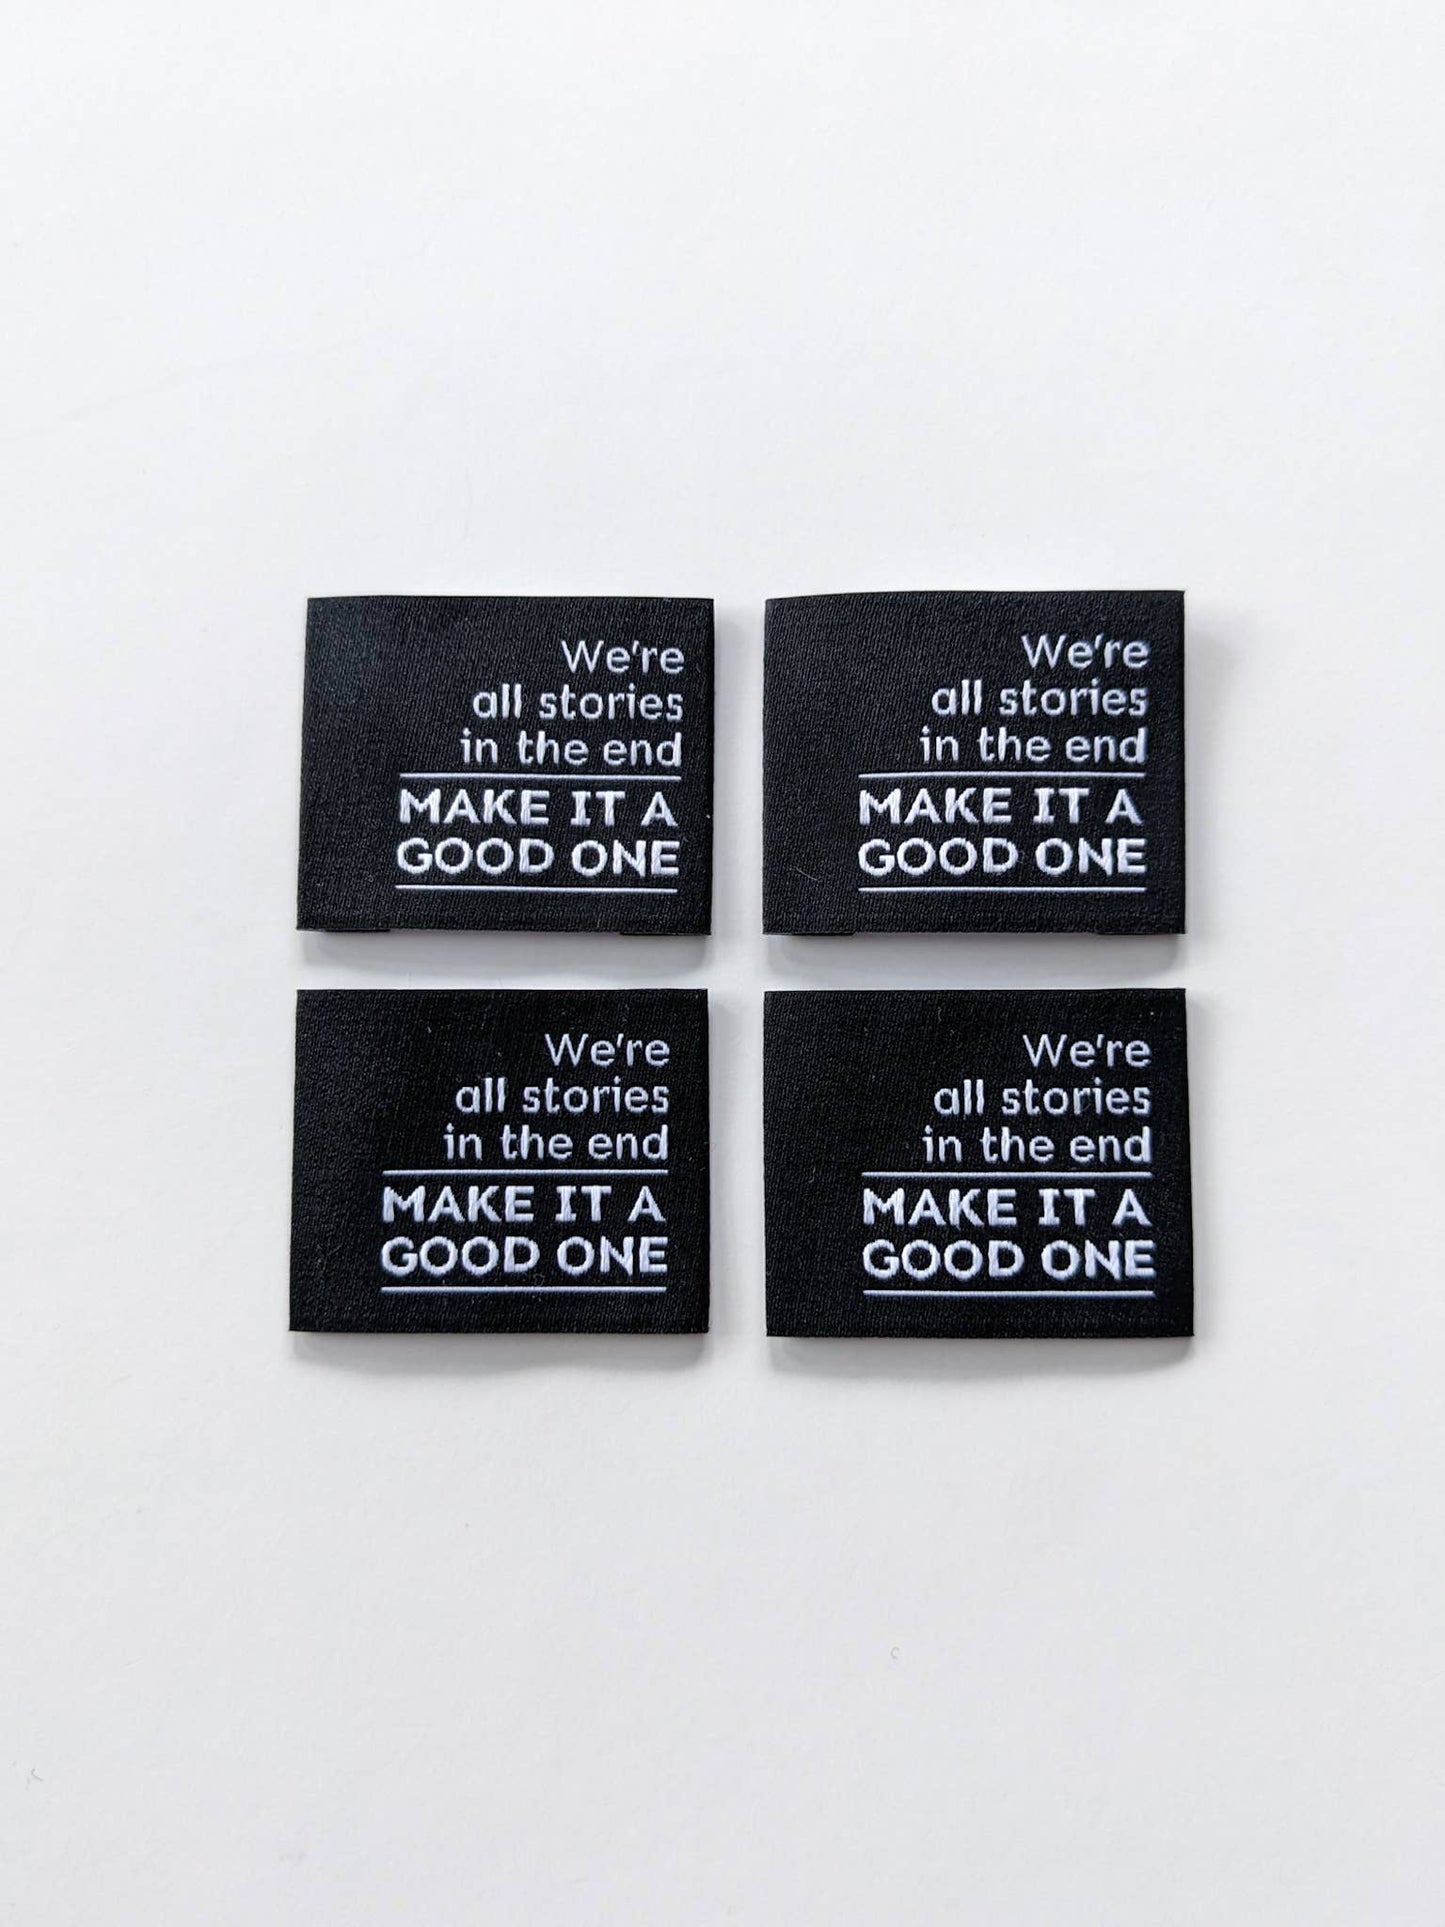 We're
all stories
in the end
MAKE IT A
GOOD ONE
We're
all stories
in the end
MAKE IT A
GOOD ONE
We're
all stories
in the end
MAKE IT A
GOOD ONE
We're
all stories
in the end
MAKE IT A
GOOD ONE